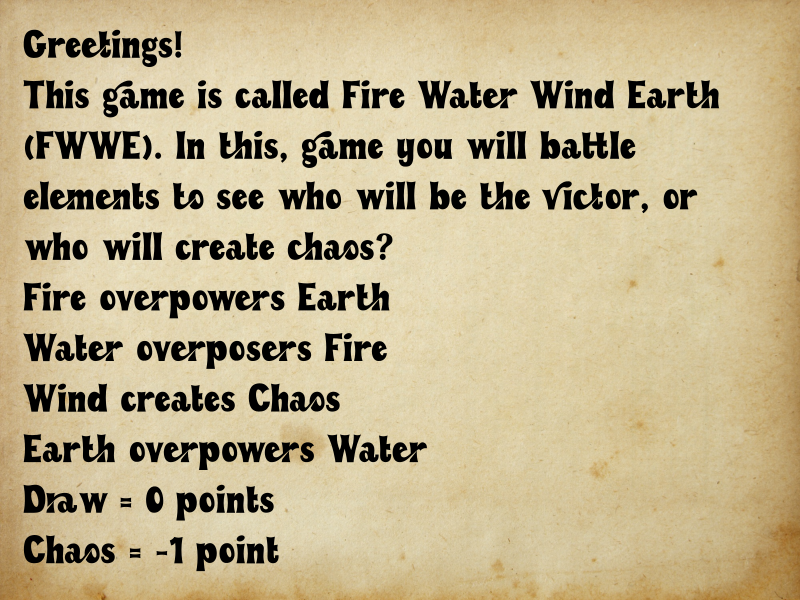 Greetings!
This game is called Fire Water Wind Earth
(FWWE). In this, game you will battle
elements to see who will be the victor, or
who will create chaos?
Fire overpowers Earth
Water overposers Fire
Wind creates Chaos
Earth overpowers Water
Draw = 0 points
Chaos = -1 point